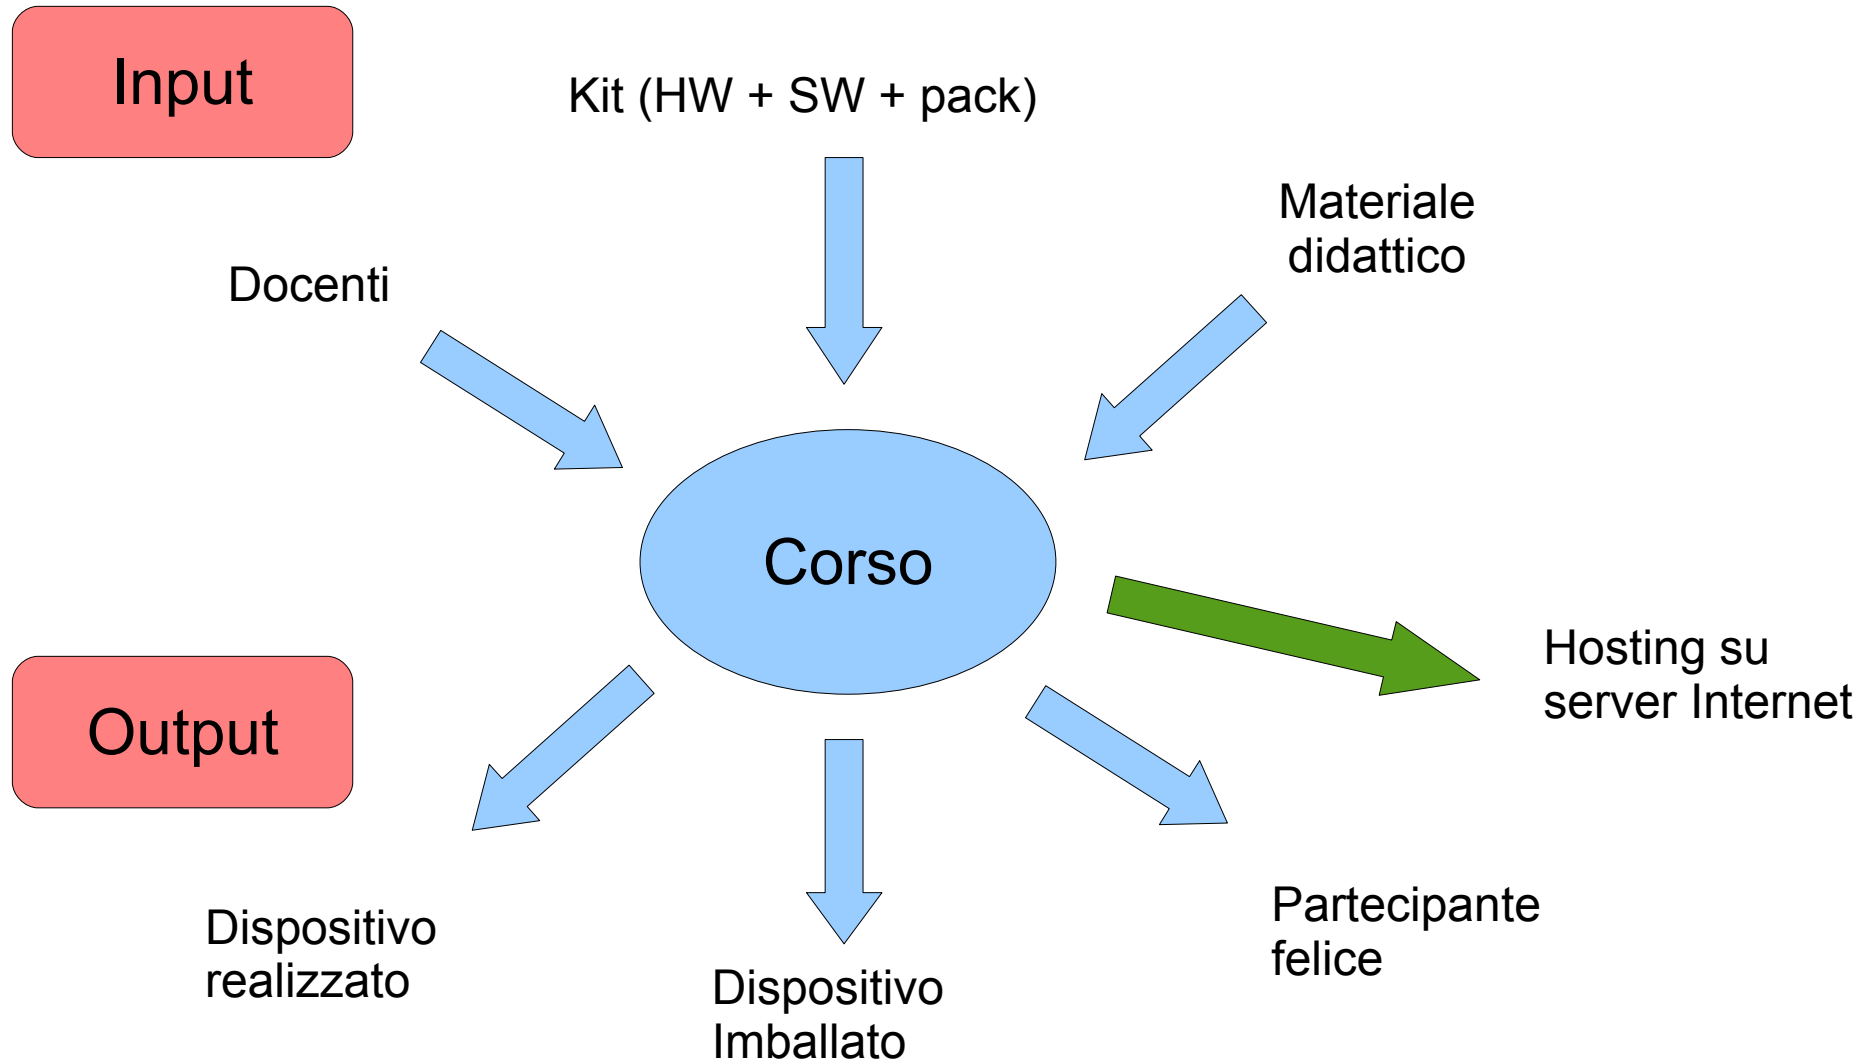 Input
Kit (HW + SW + pack)
Materiale
didattico
Docenti
Corso
Hosting su
server Internet
Output
Partecipante
felice
Dispositivo
realizzato
Dispositivo
Imballato